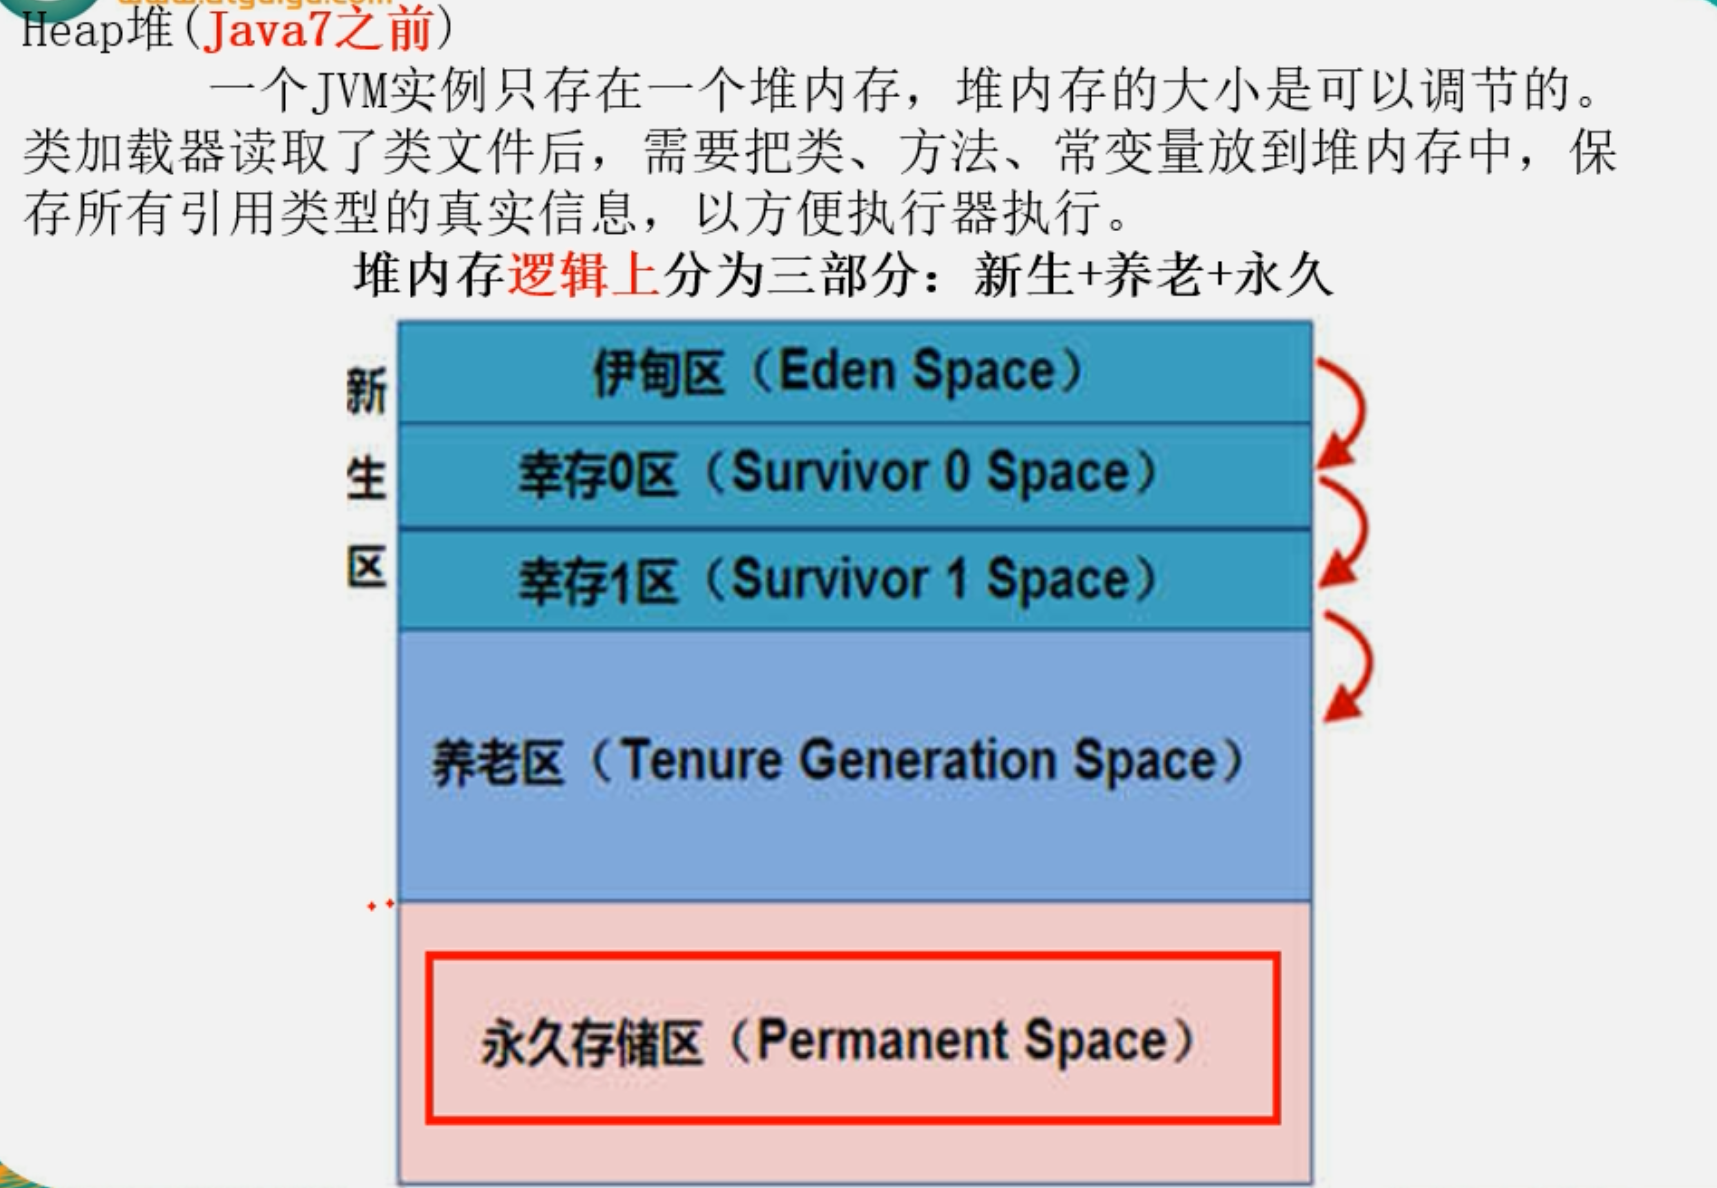 Heap堆(Java7之前)
一个JVM实例只存在一个堆内存，堆内存的大小是可以调节的。
类加载器读取了类文件后，需要把类、方法、常变量放到堆内存中，保
存所有引用类型的真实信息，以方便执行器执行。
堆内存逻辑上分为三部分：新生+养老+永久
新生区
伊甸区（Eden Space）
幸存0区（Survivor 0 Space）
幸存1区（Survivor 1 Space）
养老区（Tenure Generation Space）
永久存储区（Permanent Space）